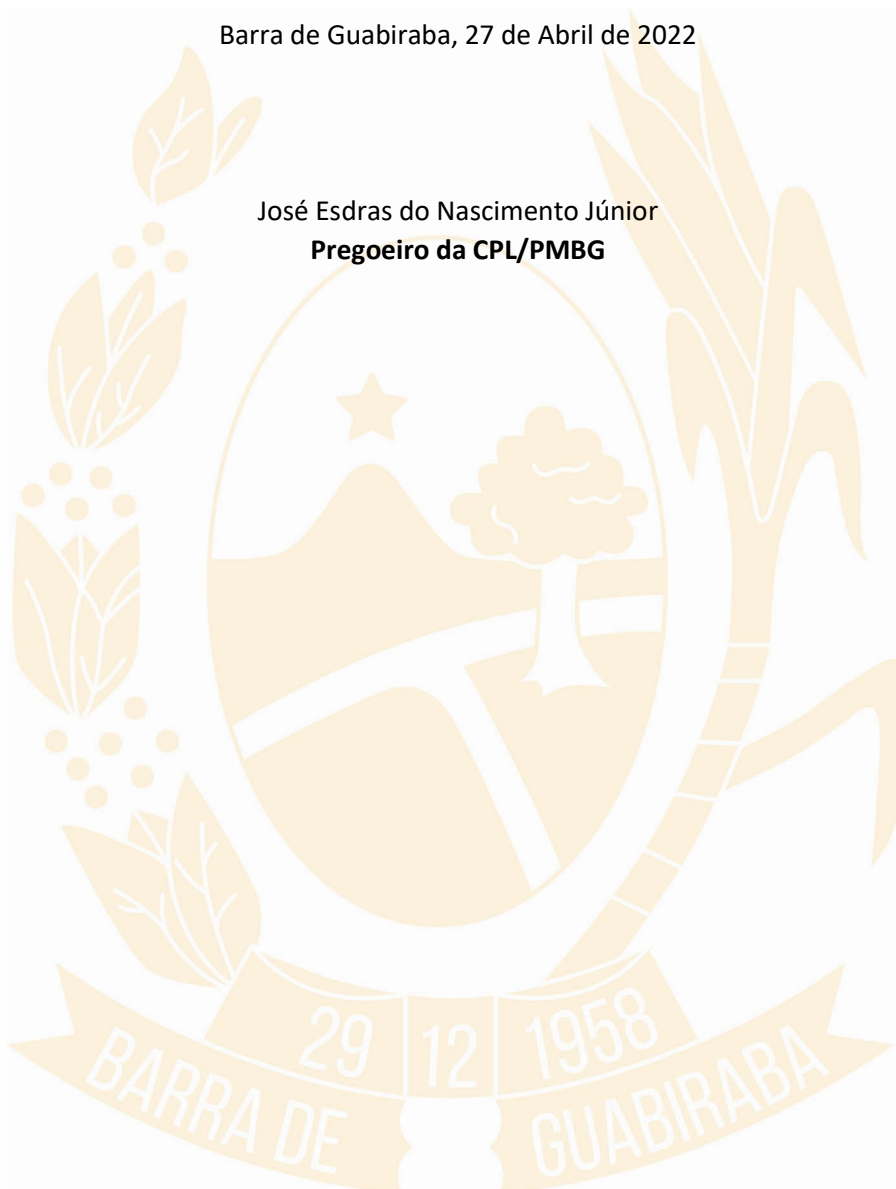 Barra de Guabiraba, 27 de Abril de 2022
José Esdras do Nascimento Júnior
Pregoeiro da CPL/PMBG
29 12 1958
BARRA DE GUABIRABA